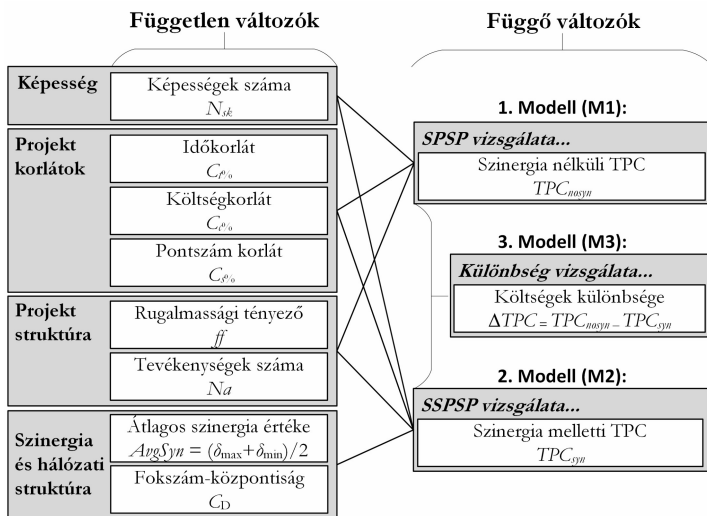 Független változók
Függő változók
Képesség
Képességek száma
N_sk
Projekt
korlátok
Időkorlát
C_t%
Költségkorlát
C_c%
Pontszám korlát
C_s%
Projekt
struktúra
Rugalmassági tényező
ff
Tevékenységek száma
Na
Szinergia
és hálózati
struktúra
Átlagos szinergia értéke
AvgSyn = (δmax+δmin)/2
Fokszám-központiság
C_D
1. Modell (M1):
SPSP vizsgálata...
Szinergia nélküli TPC
TPC_nosyn
3. Modell (M3):
Különbség vizsgálata...
Költségek különbsége
ΔTPC = TPC_nosyn – TPC_syn
2. Modell (M2):
SSPSP vizsgálata...
Szinergia melletti TPC
TPC_syn